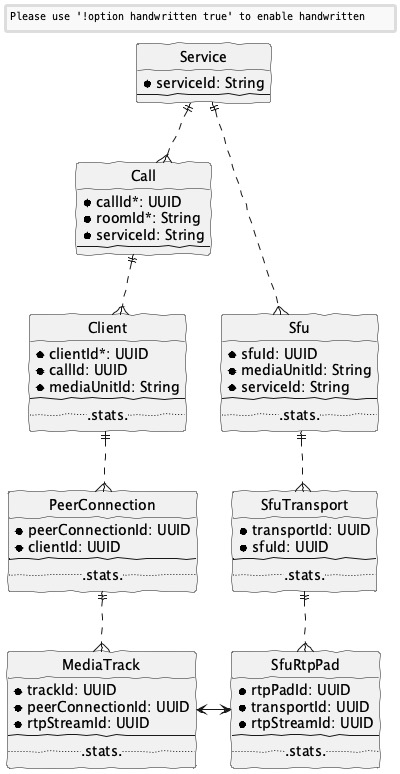 Please use '!option handwritten true' to enable handwritten
Service
serviceId: String
Call
callId*: UUID
roomId*: String
serviceId: String
Client
clientId*: UUID
callId: UUID
mediaUnitId: String
.stats.
Sfu
sfuId: UUID
mediaUnitId: String
serviceId: String
.stats.
PeerConnection
peerConnectionId: UUID
clientId: UUID
.stats.
SfuTransport
transportId: UUID
sfuId: UUID
.stats.
MediaTrack
trackId: UUID
peerConnectionId: UUID
rtpStreamId: UUID
.stats.
SfuRtpPad
rtpPadId: UUID
transportId: UUID
rtpStreamId: UUID
.stats.